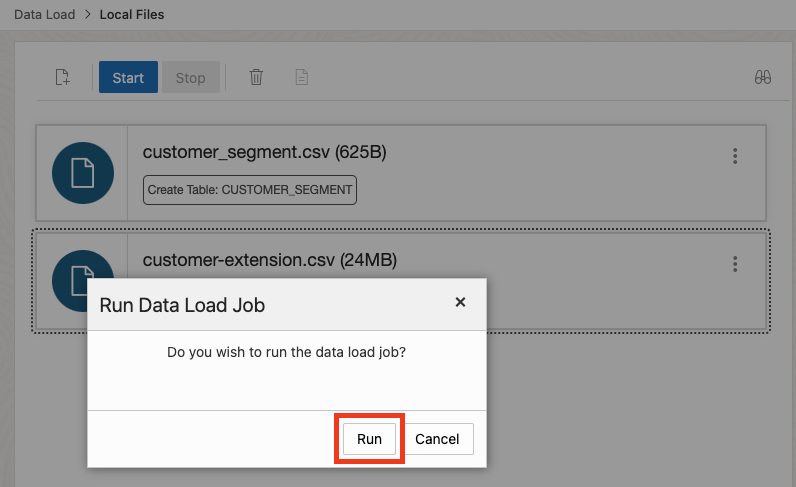 Data Load > Local Files
Start Stop
customer_segment.csv (625B)
Create Table: CUSTOMER_SEGMENT
customer-extension.csv (24MB)
Run Data Load Job
Do you wish to run the data load job?
Run Cancel